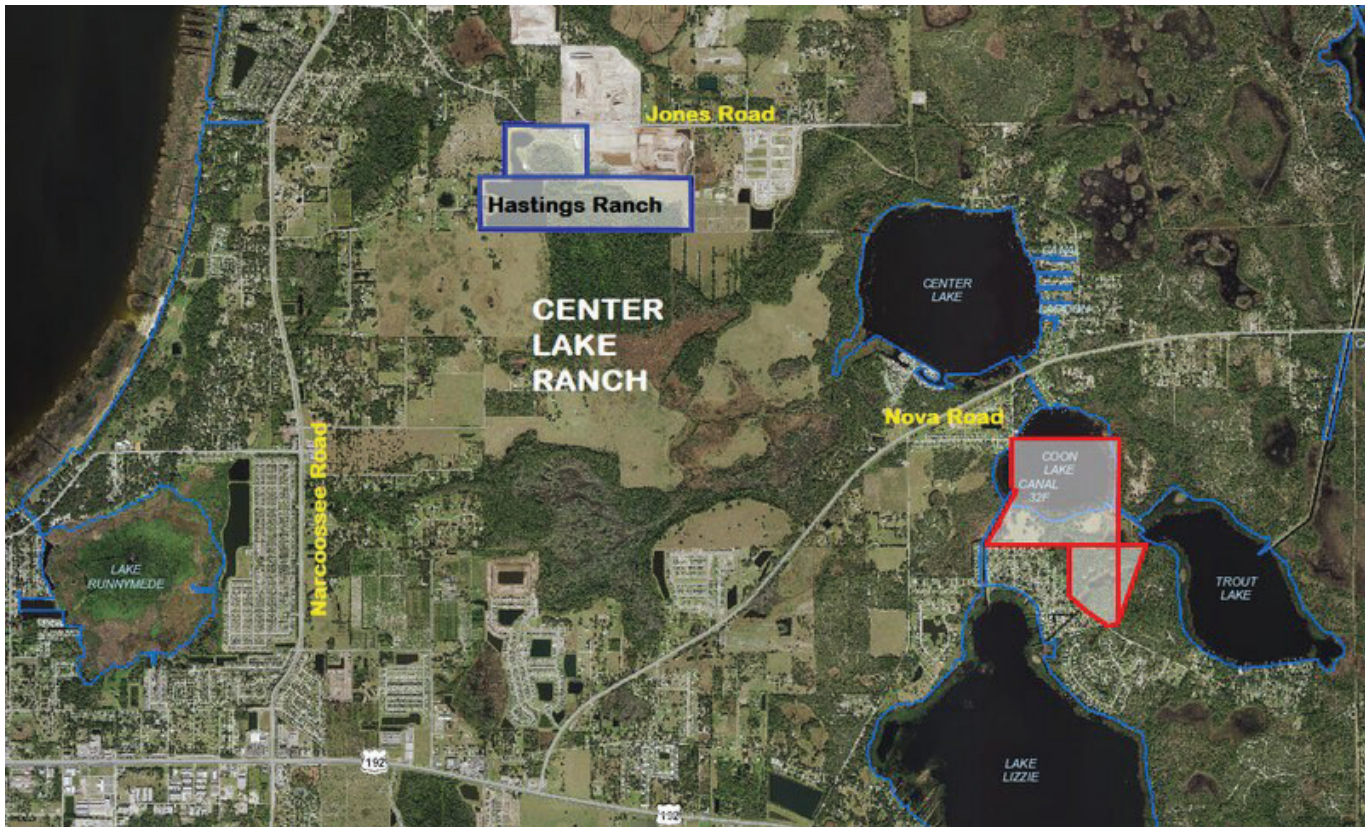 Jones Road
Hastings Ranch
CENTER
LAKE
CENTER
LAKE
RANCH
Nova Road
COON
LAKE
CANAL
32F
Narcoossee Road
LAKE
RUNNYMEDE
TROUT
LAKE
192
LAKE
LIZZIE
192